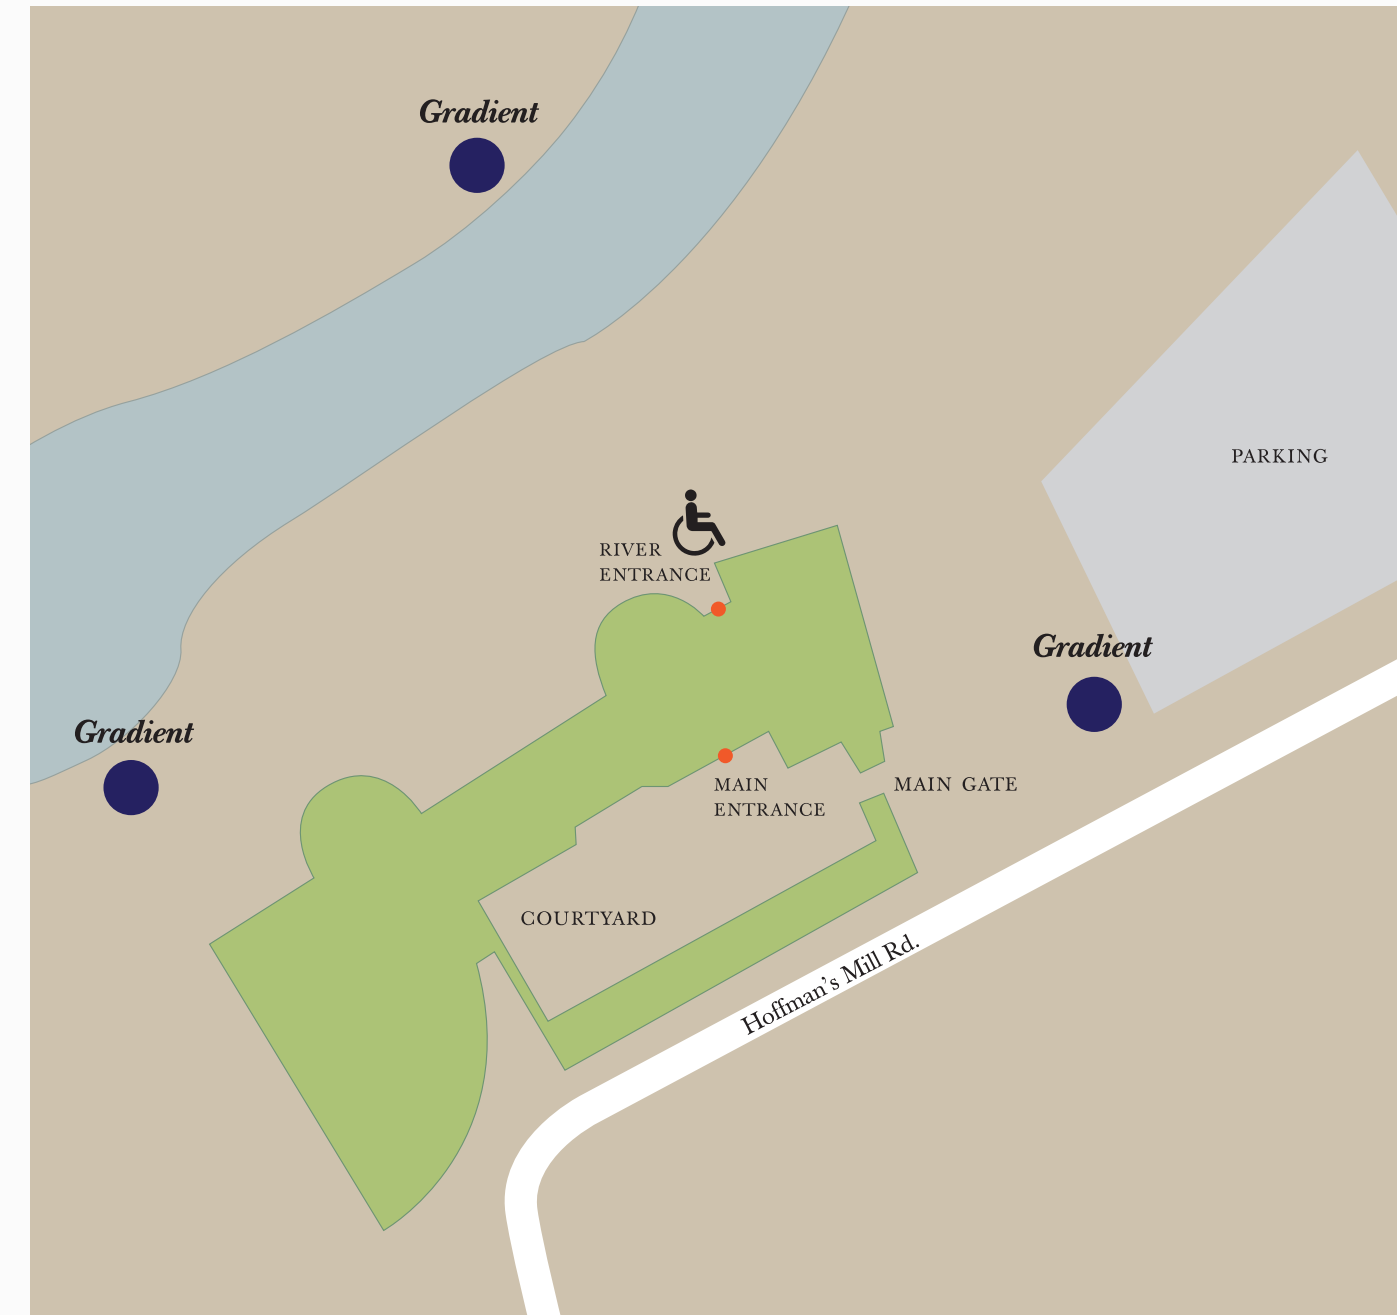 Gradient
PARKING
RIVER
ENTRANCE
Gradient
Gradient
MAIN
ENTRANCE
MAIN GATE
COURTYARD
Hoffman’s Mill Rd.